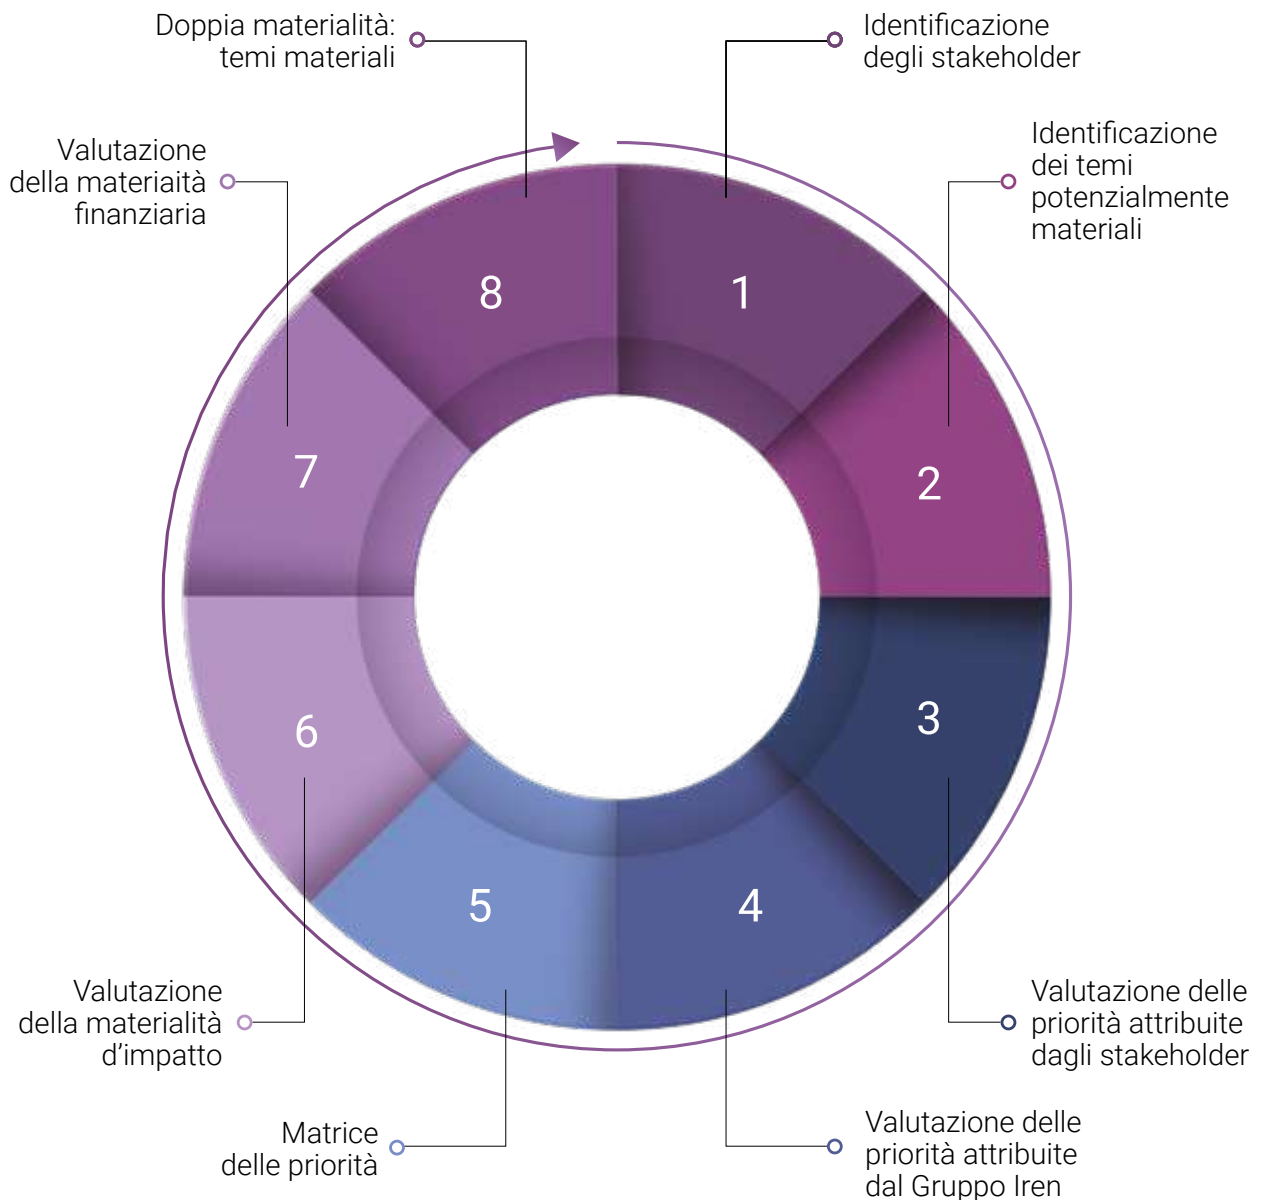 Doppia materialità:
temi materiali
Identificazione
degli stakeholder
Identificazione
dei temi
potenzialmente
materiali
Valutazione
della materiaità
finanziaria
8
1
7
2
6
3
5
4
Valutazione
della materialità
d'impatto
Valutazione delle
priorità attribuite
dagli stakeholder
Matrice
delle priorità
Valutazione delle
priorità attribuite
dal Gruppo Iren